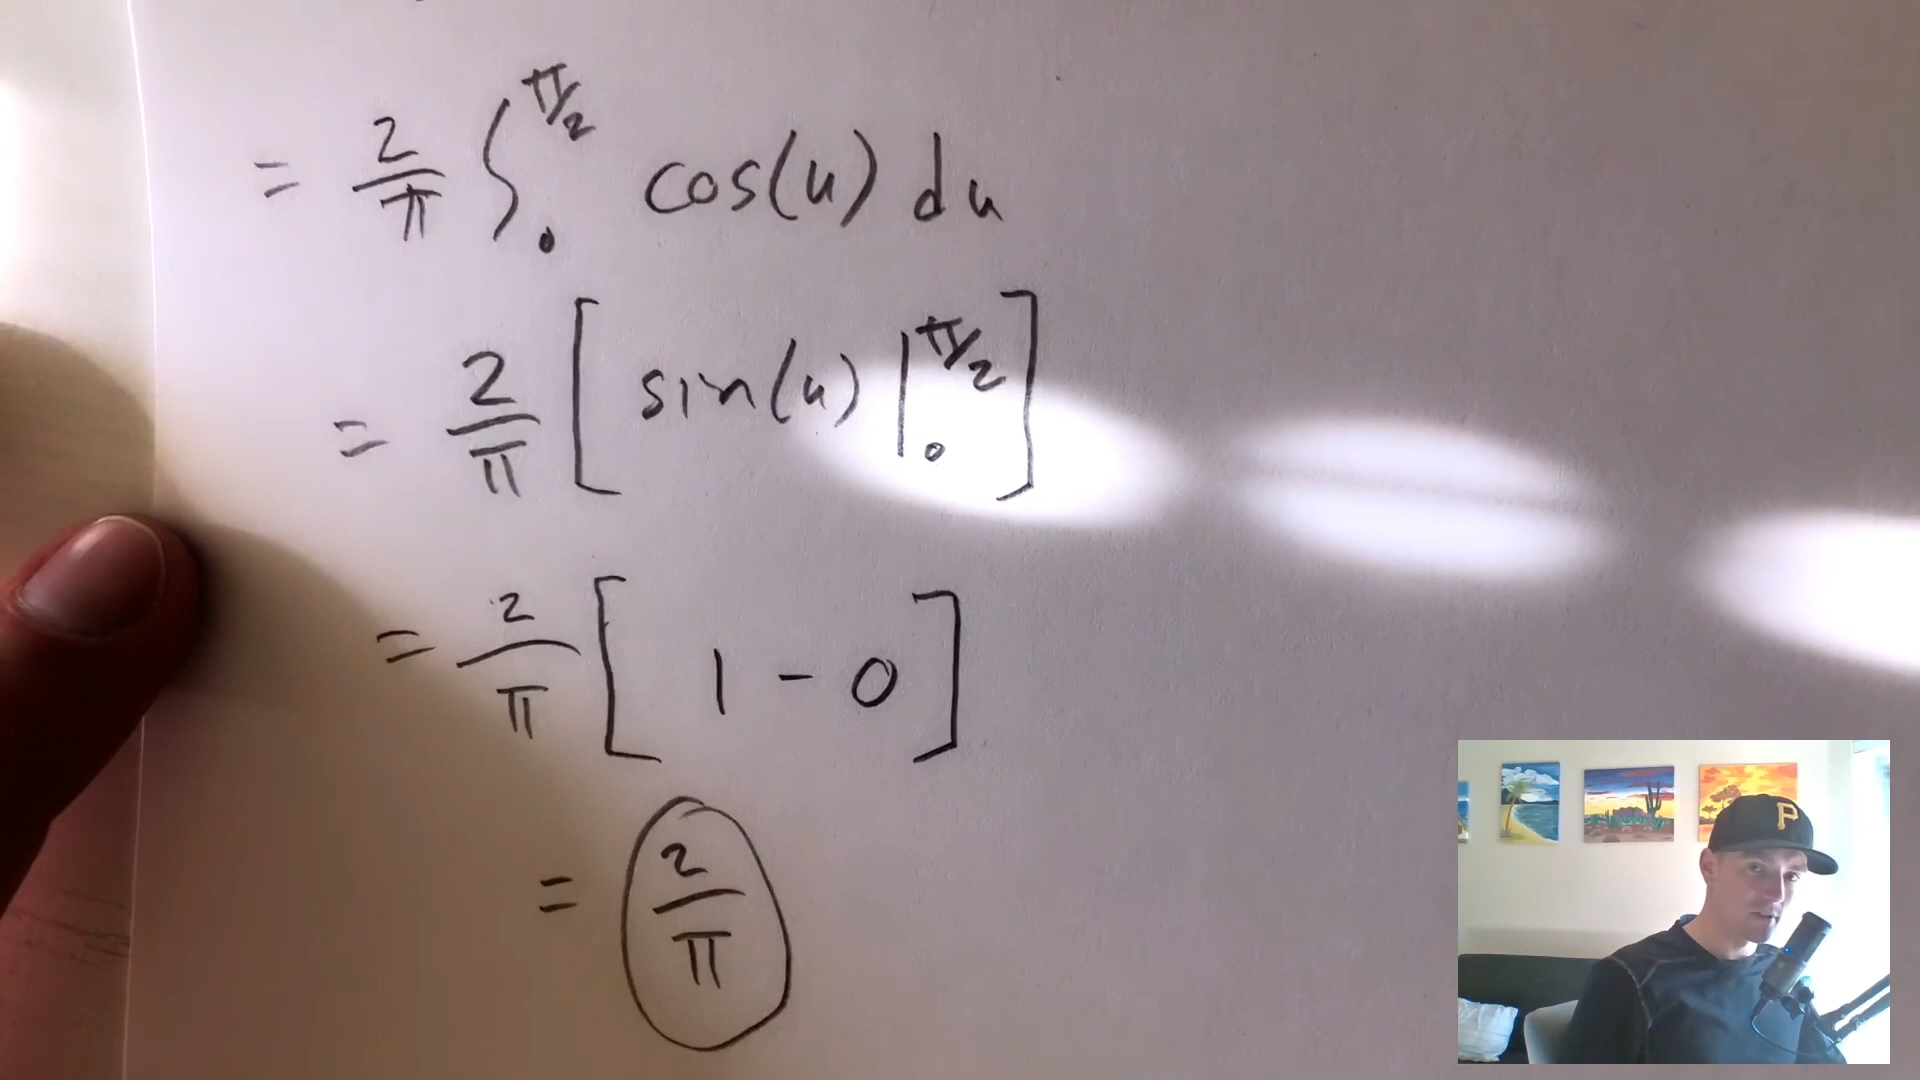 = 2/π ∫₀^{π/2} cos(u) du
= 2/π [ sin(u) |₀^{π/2} ]
= 2/π [ 1 - 0 ]
= 2/π
P